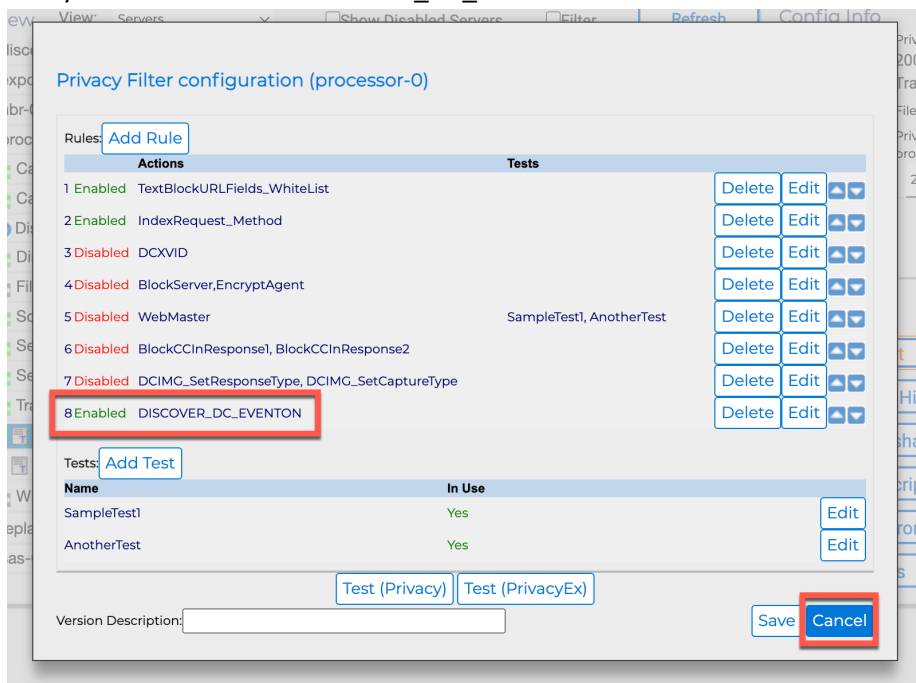 View: Servers Show Disabled Servers Filter Refresh Config Info
Privacy Filter configuration (processor-0)
Rules: Add Rule
Actions Tests
1 Enabled TextBlockURLFields_WhiteList Delete Edit
2 Enabled IndexRequest_Method Delete Edit
3 Disabled DCXVID Delete Edit
4 Disabled BlockServer,EncryptAgent Delete Edit
5 Disabled WebMaster SampleTest1, AnotherTest Delete Edit
6 Disabled BlockCCInResponse1, BlockCCInResponse2 Delete Edit
7 Disabled DCIMG_SetResponseType, DCIMG_SetCaptureType Delete Edit
8 Enabled DISCOVER_DC_EVENTON Delete Edit
Tests: Add Test
Name In Use
SampleTest1 Yes Edit
AnotherTest Yes Edit
Test (Privacy) Test (PrivacyEx)
Version Description: Save Cancel